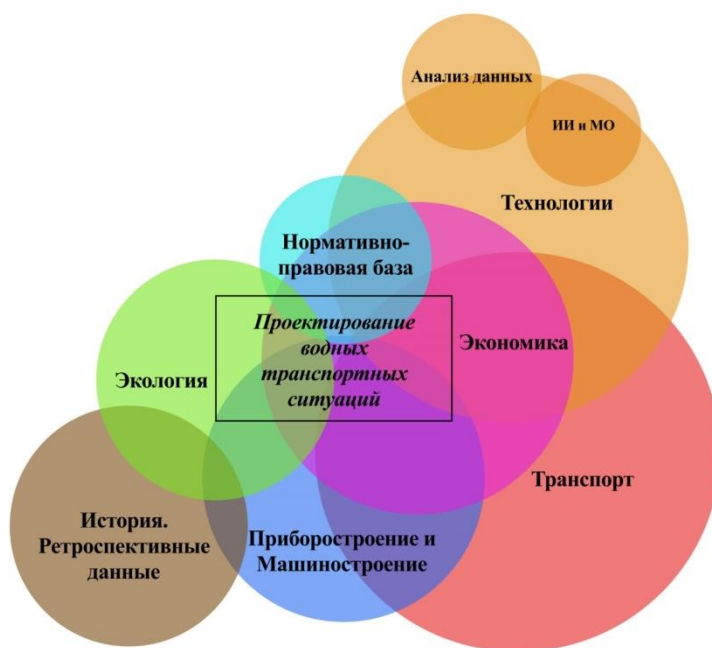 Анализ данных
ИИ и МО
Технологии
Нормативно-
правовая база
Проектирование
водных
транспортных
ситуаций
Экономика
Экология
Транспорт
История.
Ретроспективные
данные
Приборостроение и
Машиностроение